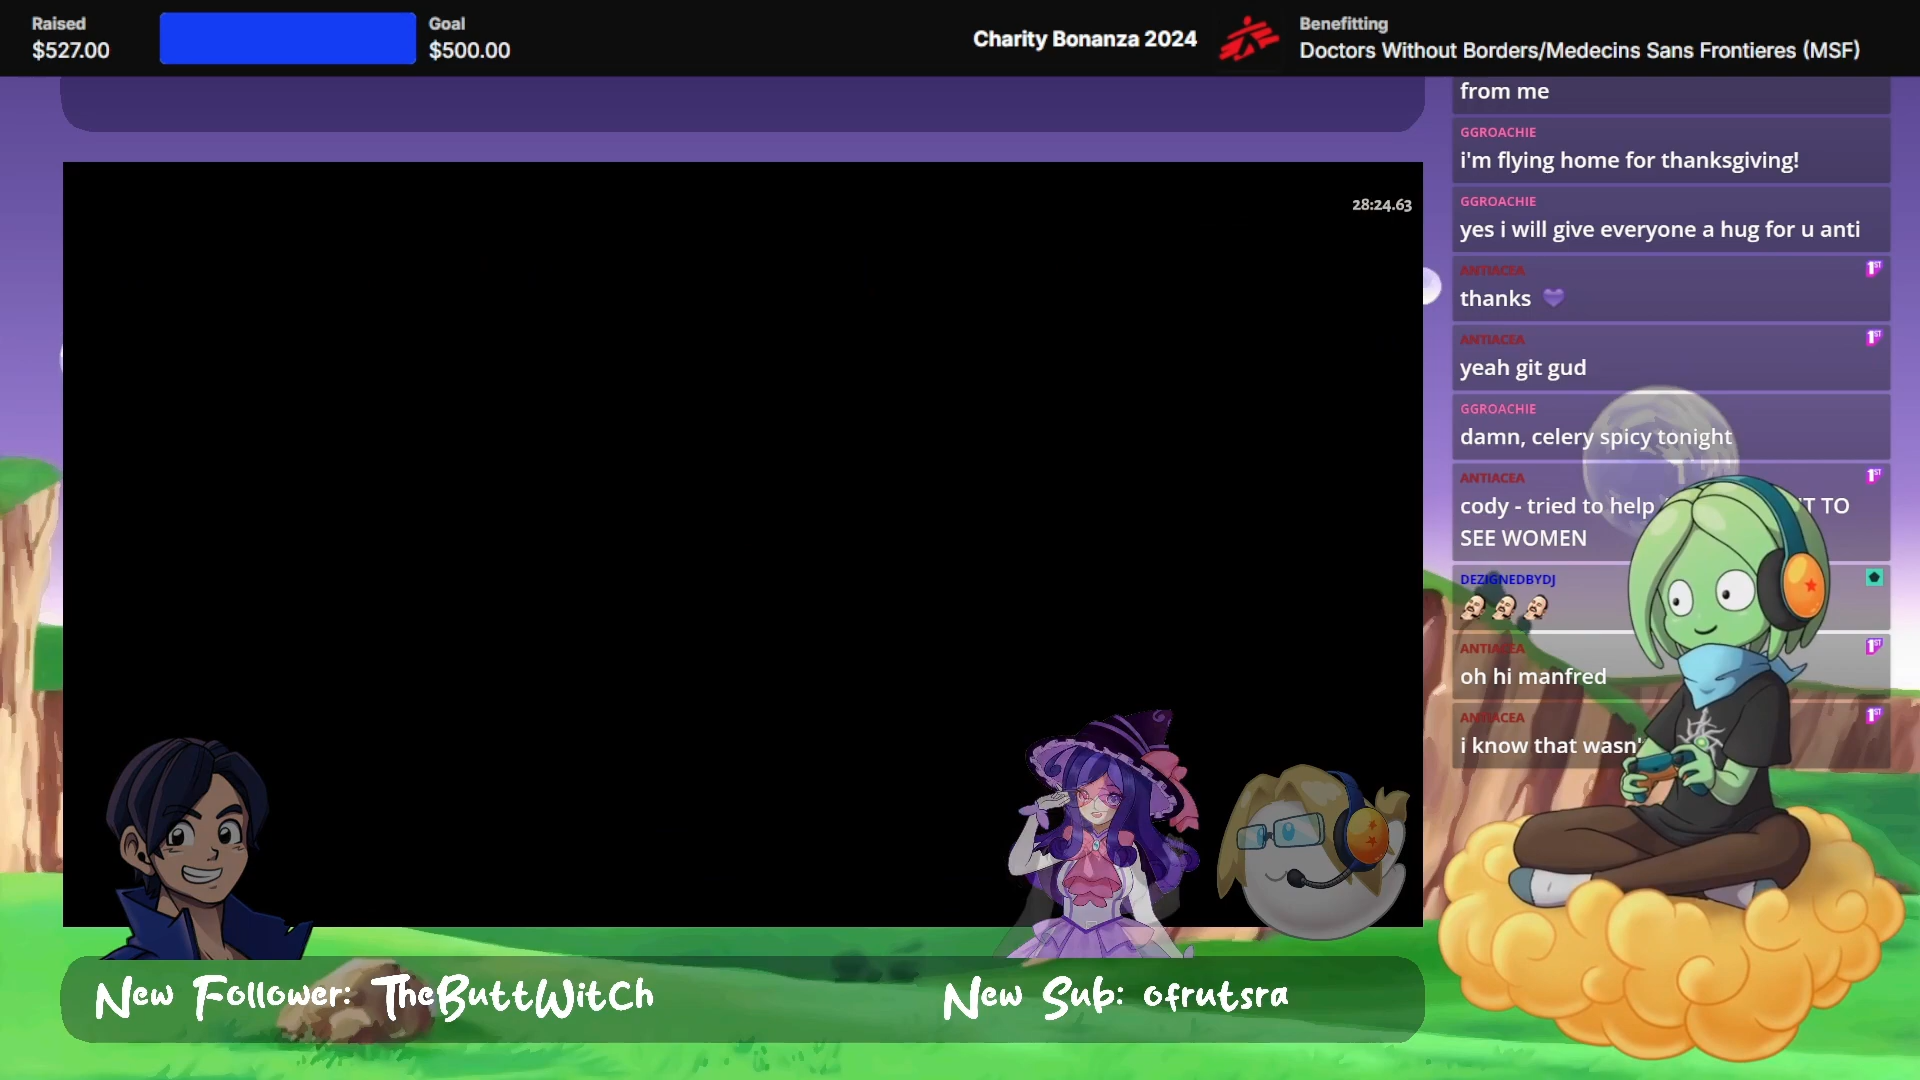 Raised
$527.00
Goal
$500.00
Charity Bonanza 2024
Benefitting
Doctors Without Borders/Medecins Sans Frontieres (MSF)
from me
GGROACHIE
i'm flying home for thanksgiving!
GGROACHIE
yes i will give everyone a hug for u anti
ANTIACEA
thanks
ANTIACEA
yeah git gud
GGROACHIE
damn, celery spicy tonight
ANTIACEA
cody - tried to help TO
SEE WOMEN
DEZIGNEDBYDJ
ANTIACEA
oh hi manfred
ANTIACEA
i know that wasn'
28:24.63
New Follower: TheButtWitch
New Sub: ofrutsra